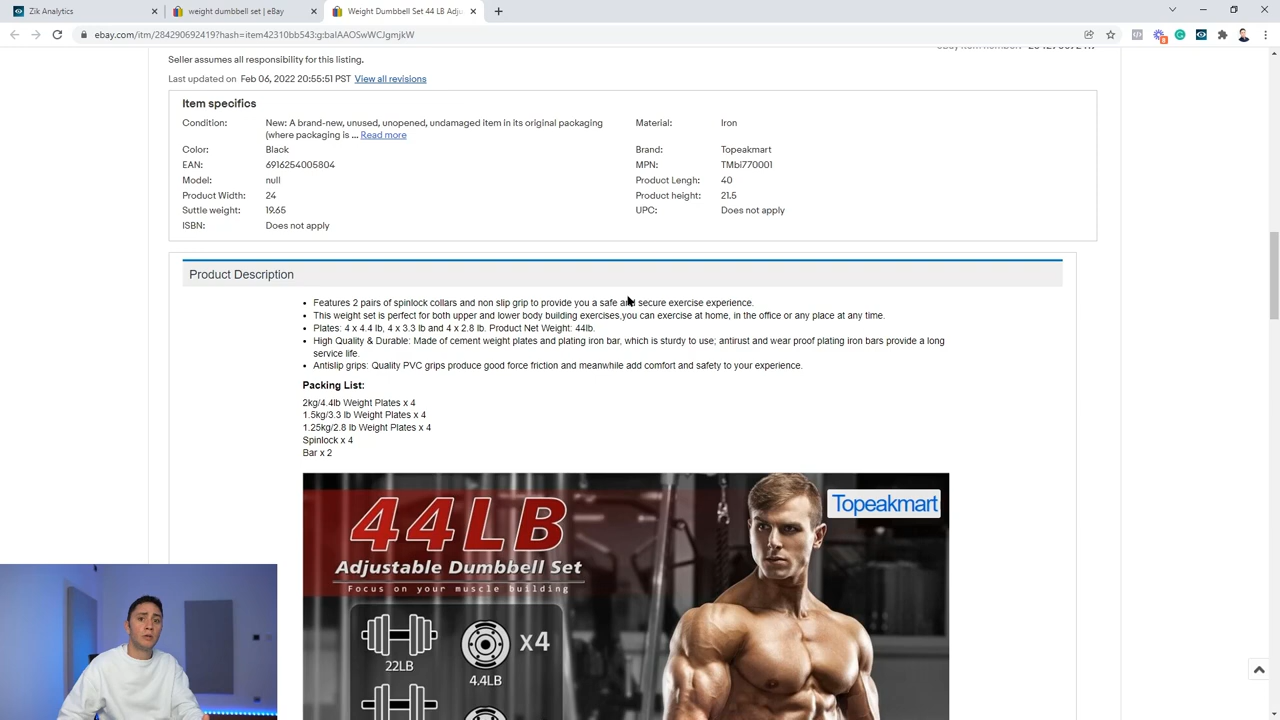 Zik Analytics
weight dumbbell set | eBay
Weight Dumbbell Set 44 LB Adju
ebay.com/itm/284290692419?hash=item42310bb543:g:baIAAOSwWCJgmjkW
Seller assumes all responsibility for this listing.
Last updated on Feb 06, 2022 20:55:51 PST View all revisions
Item specifics
Condition: New: A brand-new, unused, unopened, undamaged item in its original packaging
(where packaging is ... Read more
Material: Iron
Color: Black
Brand: Topeakmart
EAN: 6916254005804
MPN: TMbi770001
Model: null
Product Lengh: 40
Product Width: 24
Product height: 21.5
Suttle weight: 19.65
UPC: Does not apply
ISBN: Does not apply
Product Description
Features 2 pairs of spinlock collars and non slip grip to provide you a safe and secure exercise experience.
This weight set is perfect for both upper and lower body building exercises,you can exercise at home, in the office or any place at any time.
Plates: 4 x 4.4 lb, 4 x 3.3 lb and 4 x 2.8 lb. Product Net Weight: 44lb.
High Quality & Durable: Made of cement weight plates and plating iron bar, which is sturdy to use; antirust and wear proof plating iron bars provide a long
service life.
Antislip grips: Quality PVC grips produce good force friction and meanwhile add comfort and safety to your experience.
Packing List:
2kg/4.4lb Weight Plates x 4
1.5kg/3.3 lb Weight Plates x 4
1.25kg/2.8 lb Weight Plates x 4
Spinlock x 4
Bar x 2
Topeakmart
44LB
Adjustable Dumbbell Set
Focus on your muscle building
X4
22LB
4.4LB